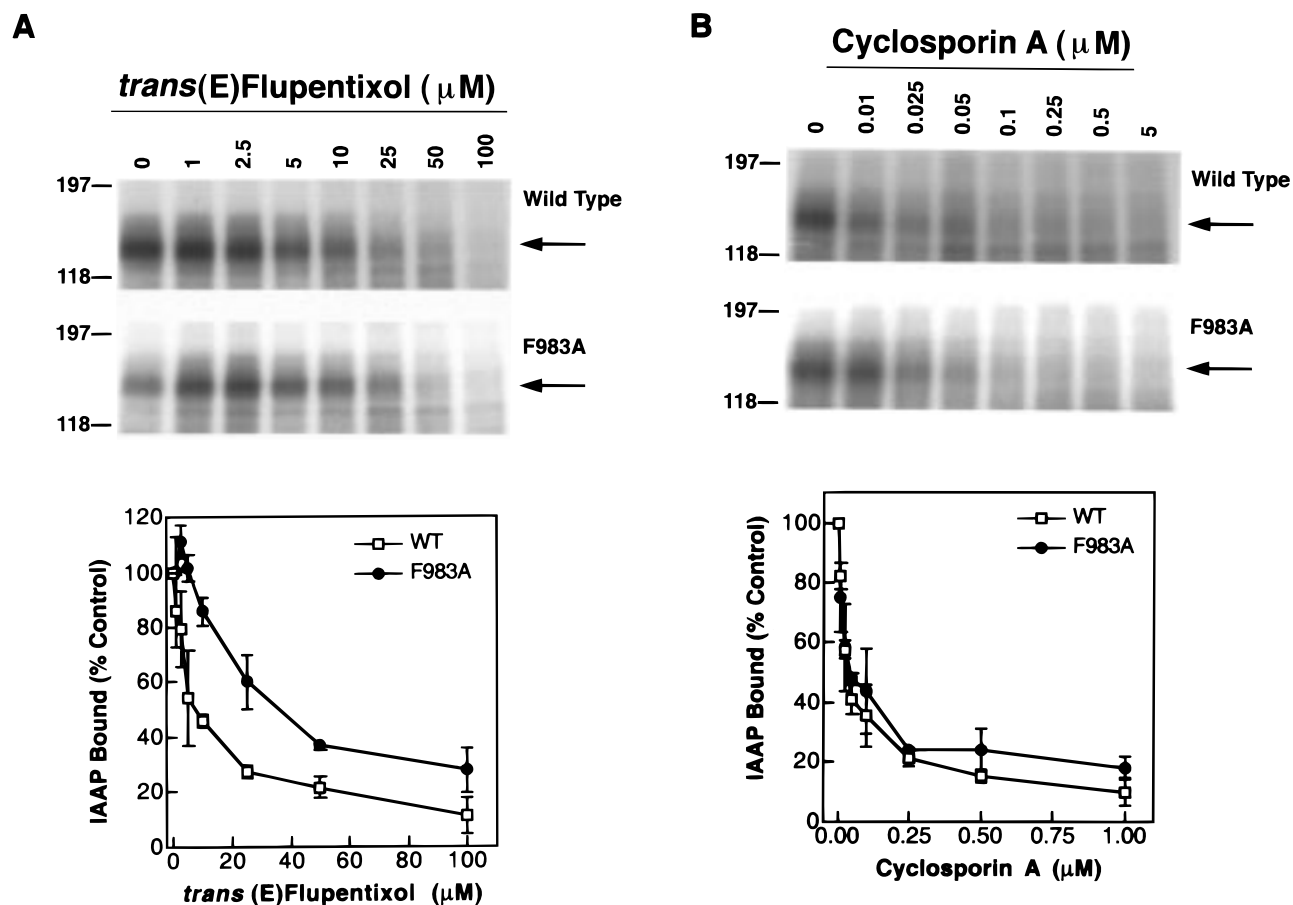 A
trans(E)Flupentixol (μM)
0 1 2.5 5 10 25 50 100
197—
Wild Type
118—
197—
F983A
118—
120
100
80
60
40
20
0
IAAP Bound (% Control)
WT
F983A
0 20 40 60 80 100
trans (E)Flupentixol (μM)
B
Cyclosporin A (μM)
0 0.01 0.025 0.05 0.1 0.25 0.5 5
197—
Wild Type
118—
197—
F983A
118—
100
80
60
40
20
0
IAAP Bound (% Control)
WT
F983A
0.00 0.25 0.50 0.75 1.00
Cyclosporin A (μM)